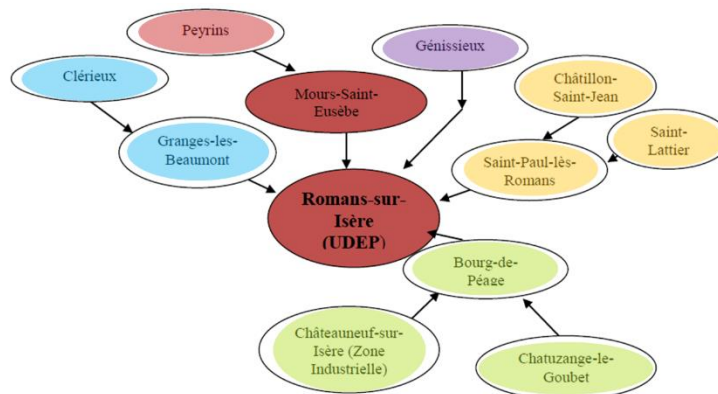 Peyrins
Génissieux
Clérieux
Châtillon-
Saint-Jean
Mours-Saint-
Eusèbe
Saint-
Lattier
Granges-les-
Beaumont
Saint-Paul-lès-
Romans
Romans-sur-
Isère
(UDEP)
Bourg-de-
Péage
Châteauneuf-sur-
Isère (Zone
Industrielle)
Chatuzange-le-
Goubet